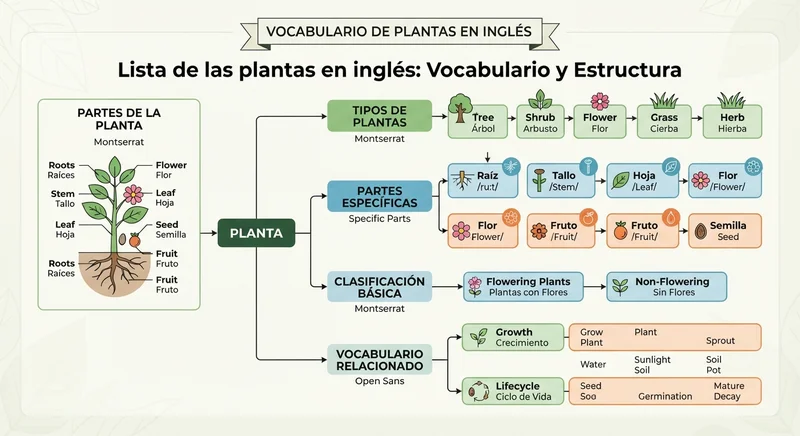 VOCABULARIO DE PLANTAS EN INGLÉS
Lista de las plantas en inglés: Vocabulario y Estructura
PARTES DE LA
PLANTA
Montserrat
Roots
Raíces
Flower
Flor
Stem
Tallo
Leaf
Hoja
Leaf
Hoja
Seed
Semilla
Roots
Raíces
Fruit
Fruto
Fruit
Fruto
PLANTA
TIPOS DE
PLANTAS
Montserrat
Tree
Árbol
Shrub
Arbusto
Flower
Flor
Grass
Cierba
Herb
Hierba
PARTES
ESPECÍFICAS
Specific Parts
Raíz
/ru:t/
Tallo
/Stem/
Hoja
/Leaf/
Flor
/Flower/
Flor
Flower/
Fruto
/Fruit/
Fruto
/Fruit/
Semilla
Seed
CLASIFICACIÓN
BÁSICA
Montserrat
Flowering Plants
Plantas con Flores
Non-Flowering
Sin Flores
VOCABULARIO
RELACIONADO
Open Sans
Growth
Crecimiento
Grow
Plant
Plant
Sprout
Water
Sunlight
Soil
Soil
Pot
Lifecycle
Ciclo de Vida
Seed
Soo
Germination
Mature
Decay